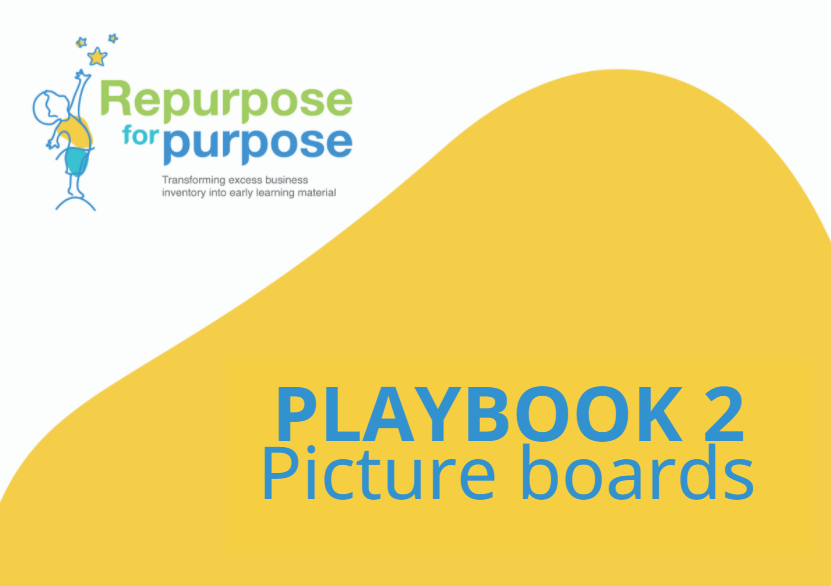 Repurpose
for purpose
Transforming excess business
inventory into early learning material
PLAYBOOK 2
Picture boards